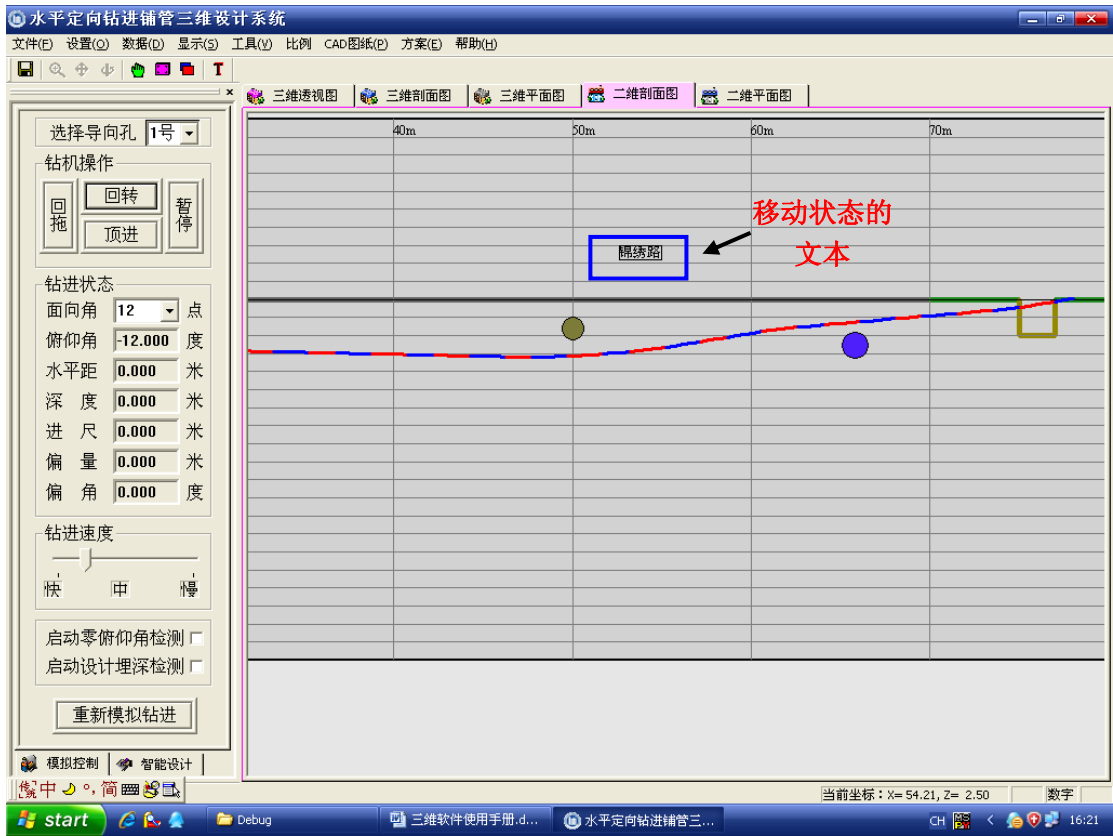 水平定向钻进铺管三维设计系统
文件(F) 设置(O) 数据(D) 显示(S) 工具(V) 比例 CAD图纸(P) 方案(E) 帮助(H)
T
三维透视图 三维剖面图 三维平面图 二维剖面图 二维平面图
选择导向孔 1号
钻机操作
回拖 回转 顶进 暂停
钻进状态
面向角 12 点
俯仰角 -12.000 度
水平距 0.000 米
深 度 0.000 米
进 尺 0.000 米
偏 量 0.000 米
偏 角 0.000 度
钻进速度
快 中 慢
启动零俯仰角检测
启动设计埋深检测
重新模拟钻进
模拟控制 智能设计
40m 50m 60m 70m
锦绣路
移动状态的
文本
中 简
当前坐标：X= 54.21, Z= 2.50 数字
start Debug 三维软件使用手册.d... 水平定向钻进铺管三... CH 16:21